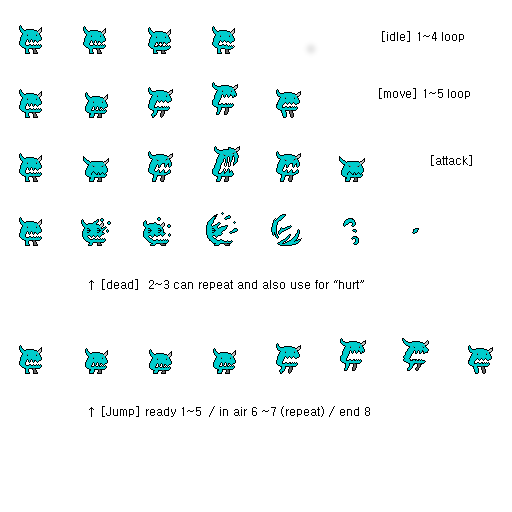 [idle] 1~4 loop
[move] 1~5 loop
[attack]
↑ [dead] 2~3 can repeat and also use for "hurt"
↑ [Jump] ready 1~5 / in air 6 ~7 (repeat) / end 8